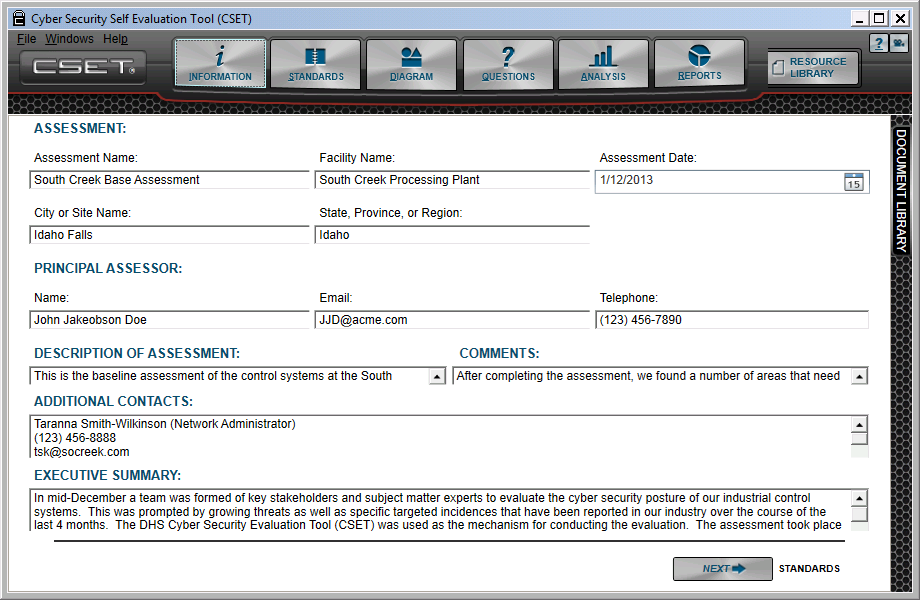 Cyber Security Self Evaluation Tool (CSET)
File Windows Help
CSET
INFORMATION
STANDARDS
DIAGRAM
?
QUESTIONS
ANALYSIS
REPORTS
RESOURCE
LIBRARY
?
ASSESSMENT:
Assessment Name:
Facility Name:
Assessment Date:
South Creek Base Assessment
South Creek Processing Plant
1/12/2013
15
City or Site Name:
State, Province, or Region:
Idaho Falls
Idaho
PRINCIPAL ASSESSOR:
Name:
Email:
Telephone:
John Jakeobson Doe
JJD@acme.com
(123) 456-7890
DESCRIPTION OF ASSESSMENT:
COMMENTS:
This is the baseline assessment of the control systems at the South
After completing the assessment, we found a number of areas that need
ADDITIONAL CONTACTS:
Taranna Smith-Wilkinson (Network Administrator)
(123) 456-8888
tsk@socreek.com
EXECUTIVE SUMMARY:
In mid-December a team was formed of key stakeholders and subject matter experts to evaluate the cyber security posture of our industrial control
systems.  This was prompted by growing threats as well as specific targeted incidences that have been reported in our industry over the course of the
last 4 months.  The DHS Cyber Security Evaluation Tool (CSET) was used as the mechanism for conducting the evaluation.  The assessment took place
NEXT
STANDARDS
DOCUMENT LIBRARY